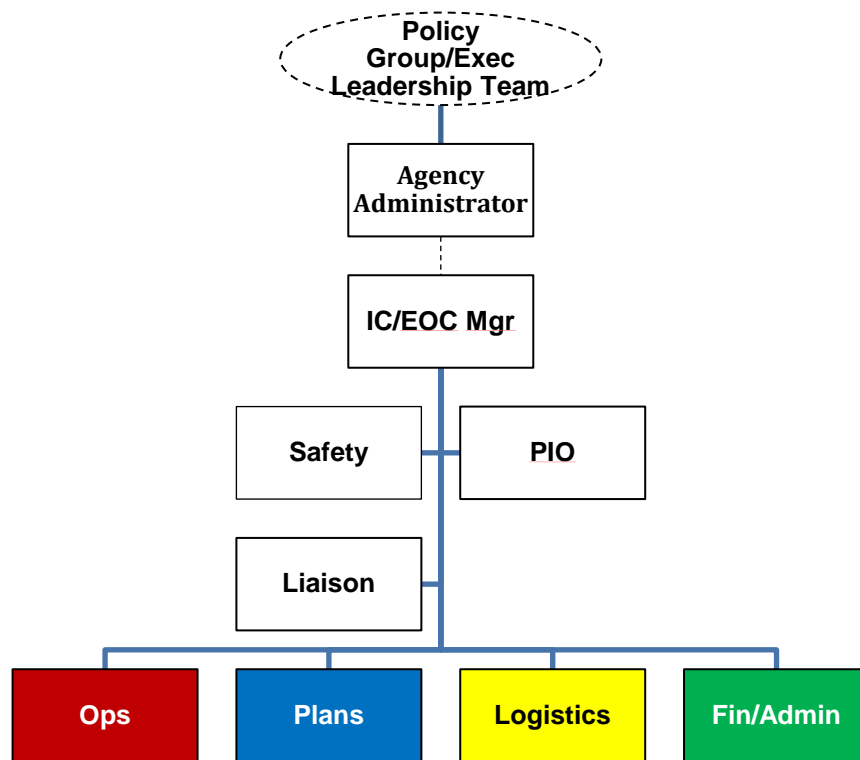 Policy
Group/Exec
Leadership Team
Agency
Administrator
IC/EOC Mgr
Safety
PIO
Liaison
Ops
Plans
Logistics
Fin/Admin